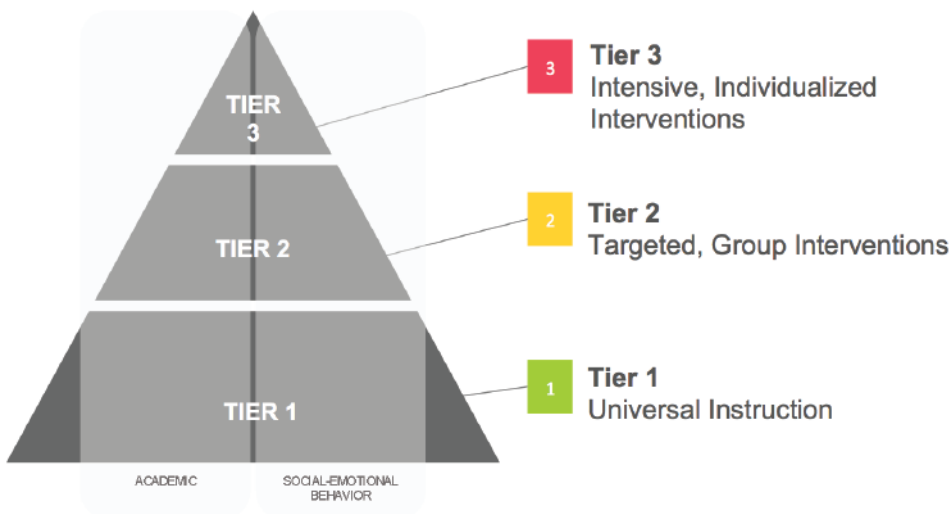 TIER
3
TIER 2
TIER 1
ACADEMIC
SOCIAL-EMOTIONAL
BEHAVIOR
3
Tier 3
Intensive, Individualized
Interventions
2
Tier 2
Targeted, Group Interventions
1
Tier 1
Universal Instruction